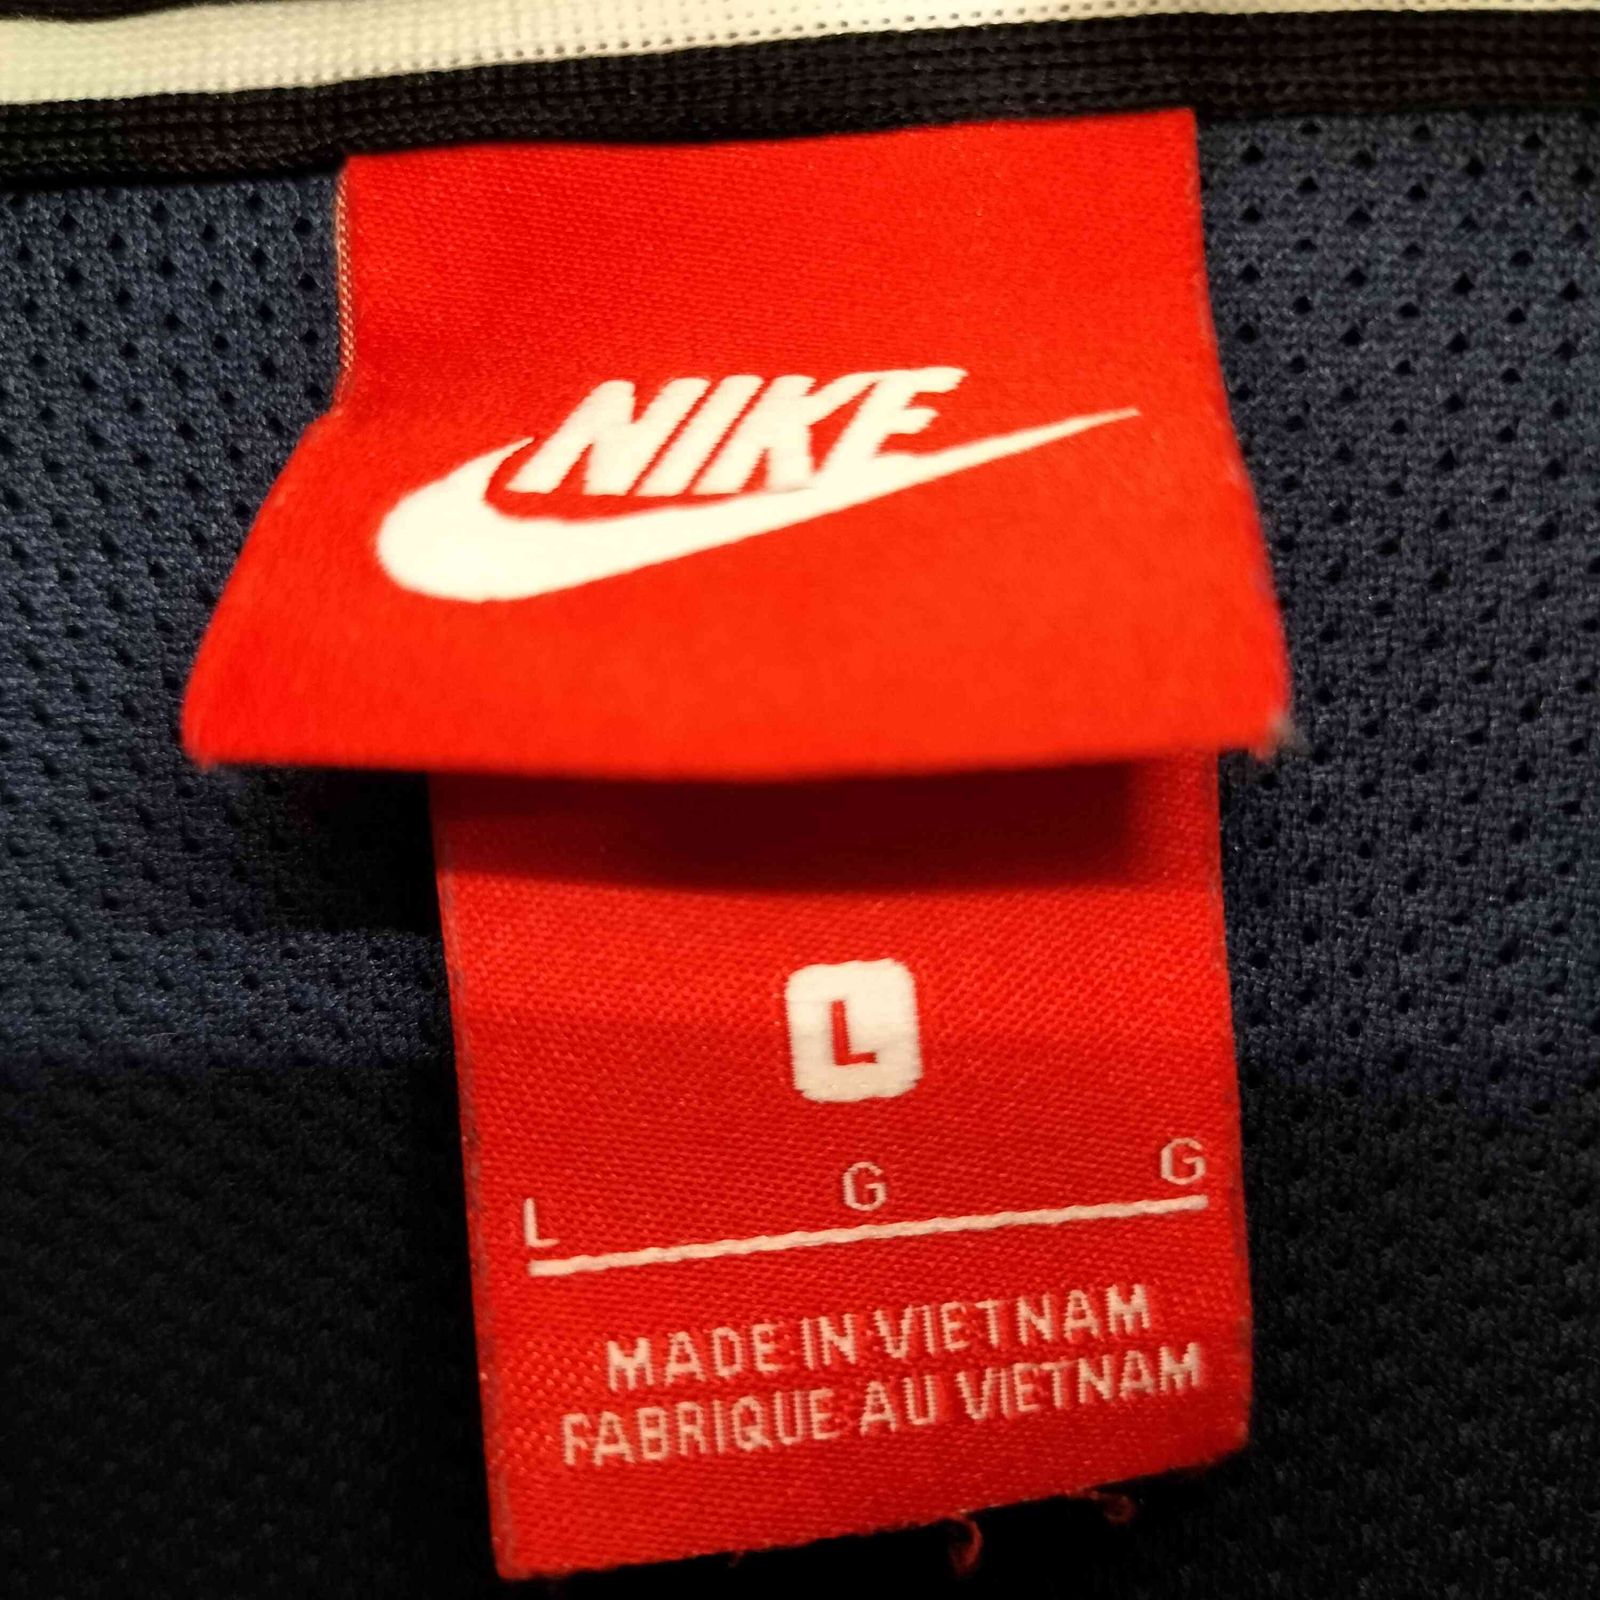 NIKE
L
L G G
MADE IN VIETNAM
FABRIQUE AU VIETNAM